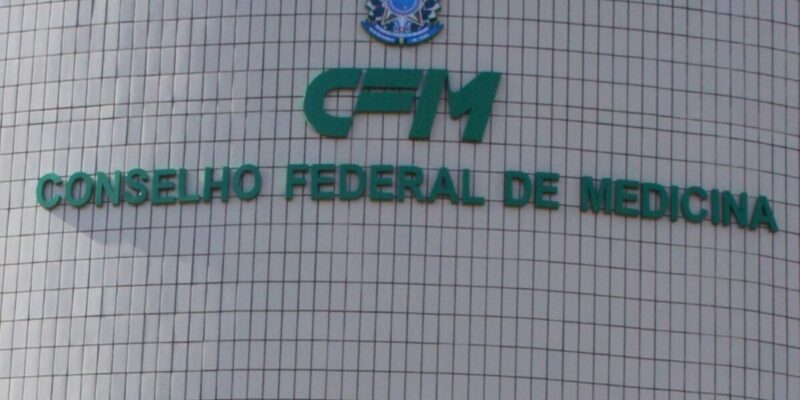 CFM
CONSELHO FEDERAL DE MEDICINA